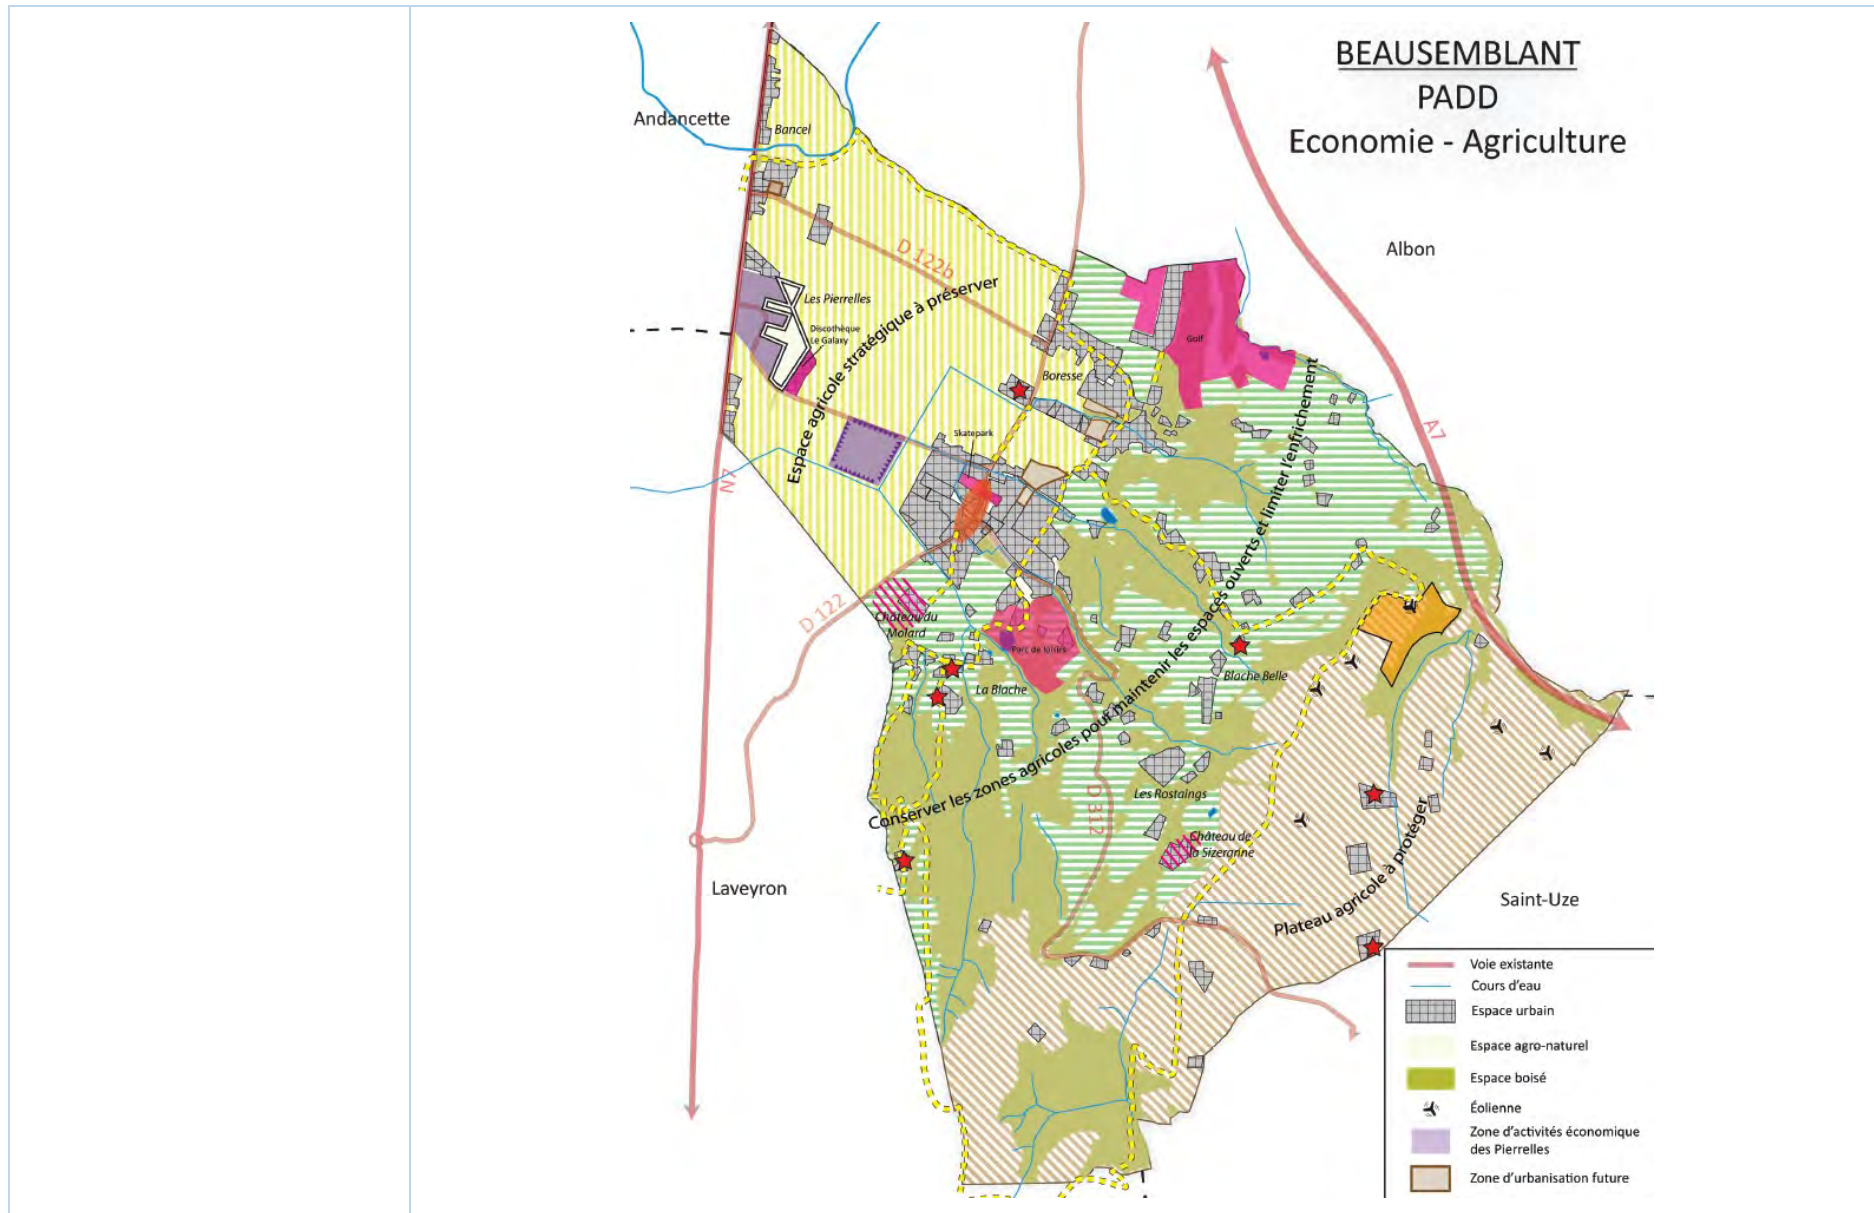 BEAUSEMBLANT
PADD
Economie - Agriculture
Andancette
Bancel
Albon
D 122b
Les Pierrelles
Discothèque
Le Galaxy
Golf
Espace agricole stratégique à préserver
Boresse
Skatepark
A7
N7
D 122
Château du
Molard
Parc de loisirs
La Blache
Blache Belle
Conserver les zones agricoles pour maintenir les espaces ouverts et limiter l'enfrichement
D 312
Les Rostaings
Château de
la Sizeranne
Plateau agricole à protéger
Laveyron
Saint-Uze
Voie existante
Cours d'eau
Espace urbain
Espace agro-naturel
Espace boisé
Éolienne
Zone d'activités économique
des Pierrelles
Zone d'urbanisation future